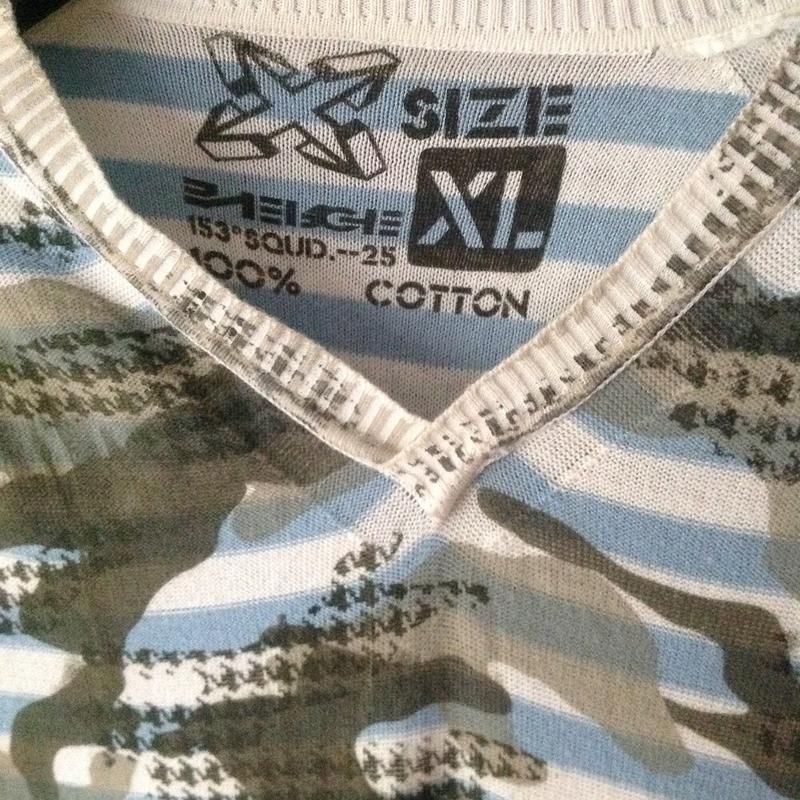 SIZE
XL
153°SQUD.--25
100% COTTON